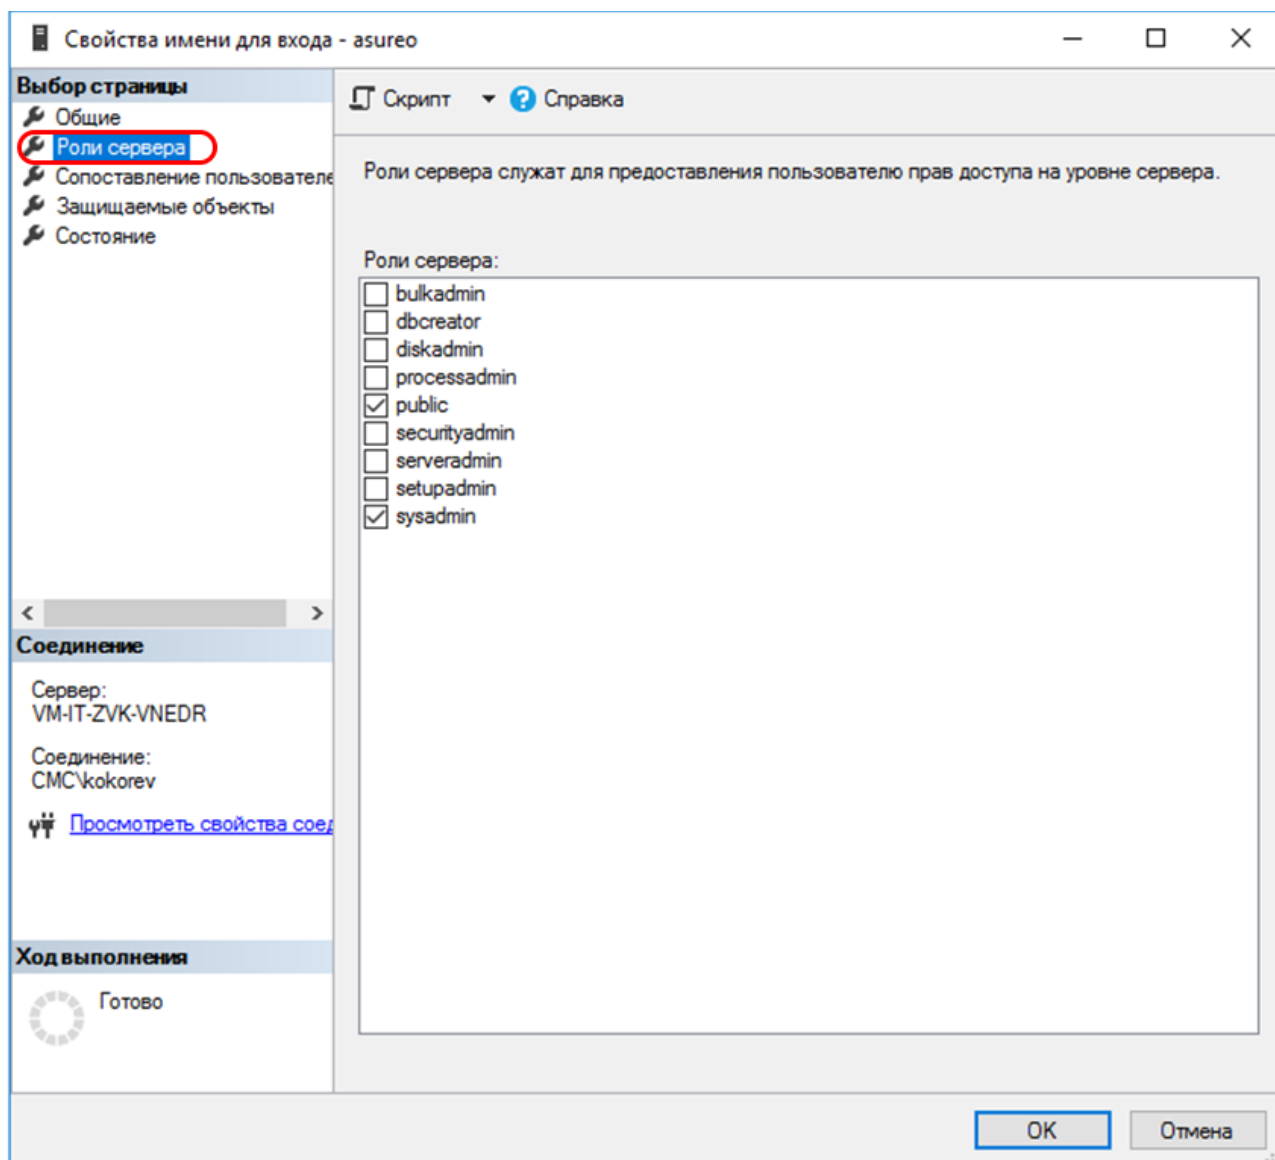 Свойства имени для входа - asureo
Выбор страницы
Общие
Роли сервера
Сопоставление пользователе
Защищаемые объекты
Состояние
Скрипт
Справка
Роли сервера служат для предоставления пользователю прав доступа на уровне сервера.
Роли сервера:
bulkadmin
dbcreator
diskadmin
processadmin
public
securityadmin
serveradmin
setupadmin
sysadmin
Соединение
Сервер:
VM-IT-ZVK-VNEDR
Соединение:
CMC\kokorev
Просмотреть свойства соед
Ход выполнения
Готово
OK
Отмена